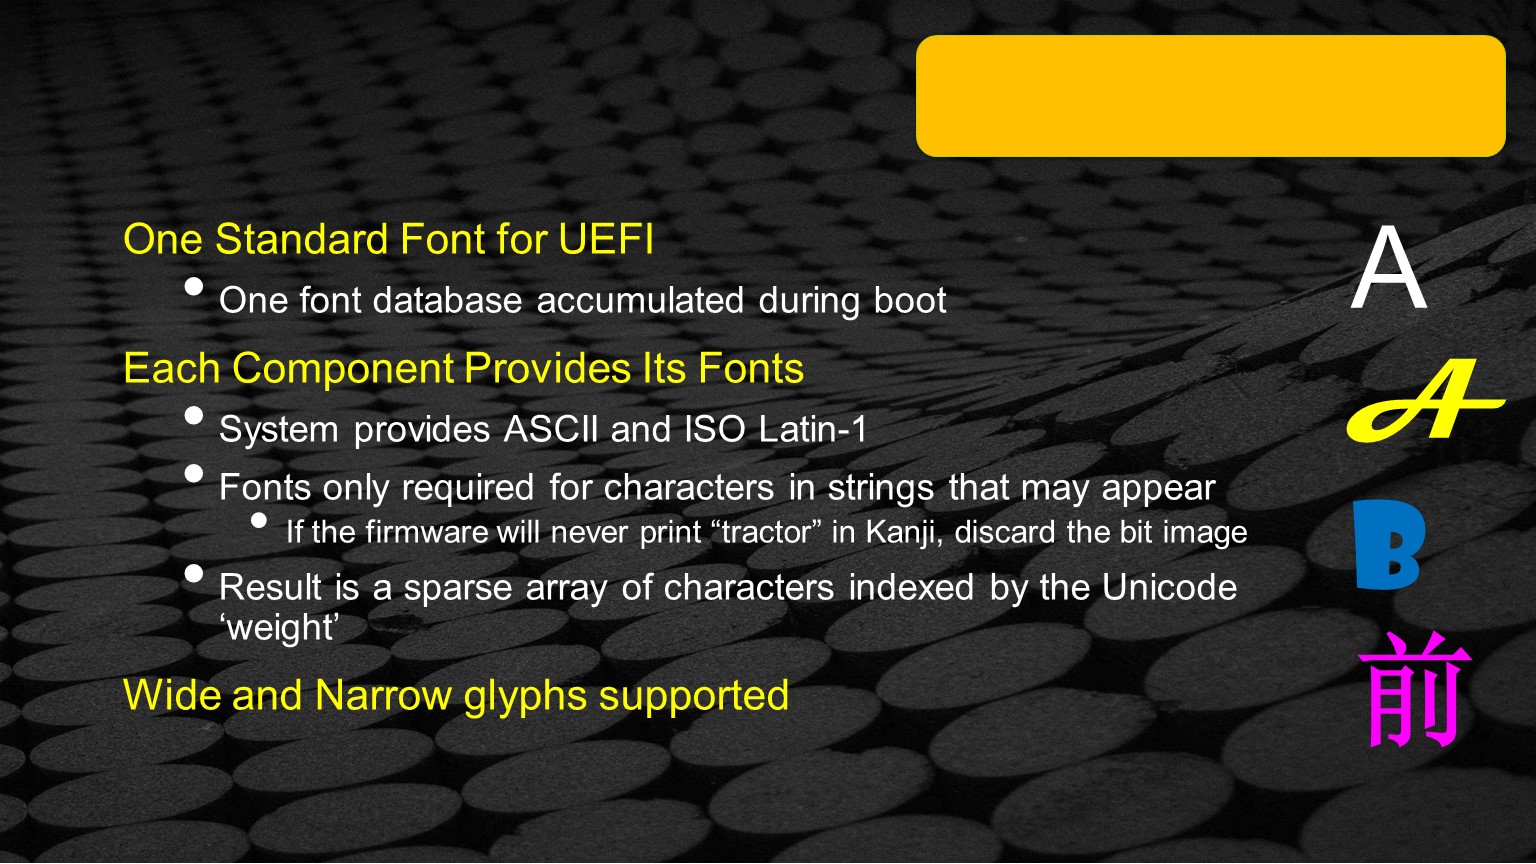 One Standard Font for UEFI
• One font database accumulated during boot
Each Component Provides Its Fonts
• System provides ASCII and ISO Latin-1
• Fonts only required for characters in strings that may appear
• If the firmware will never print “tractor” in Kanji, discard the bit image
• Result is a sparse array of characters indexed by the Unicode
‘weight’
Wide and Narrow glyphs supported
A
A
B
前